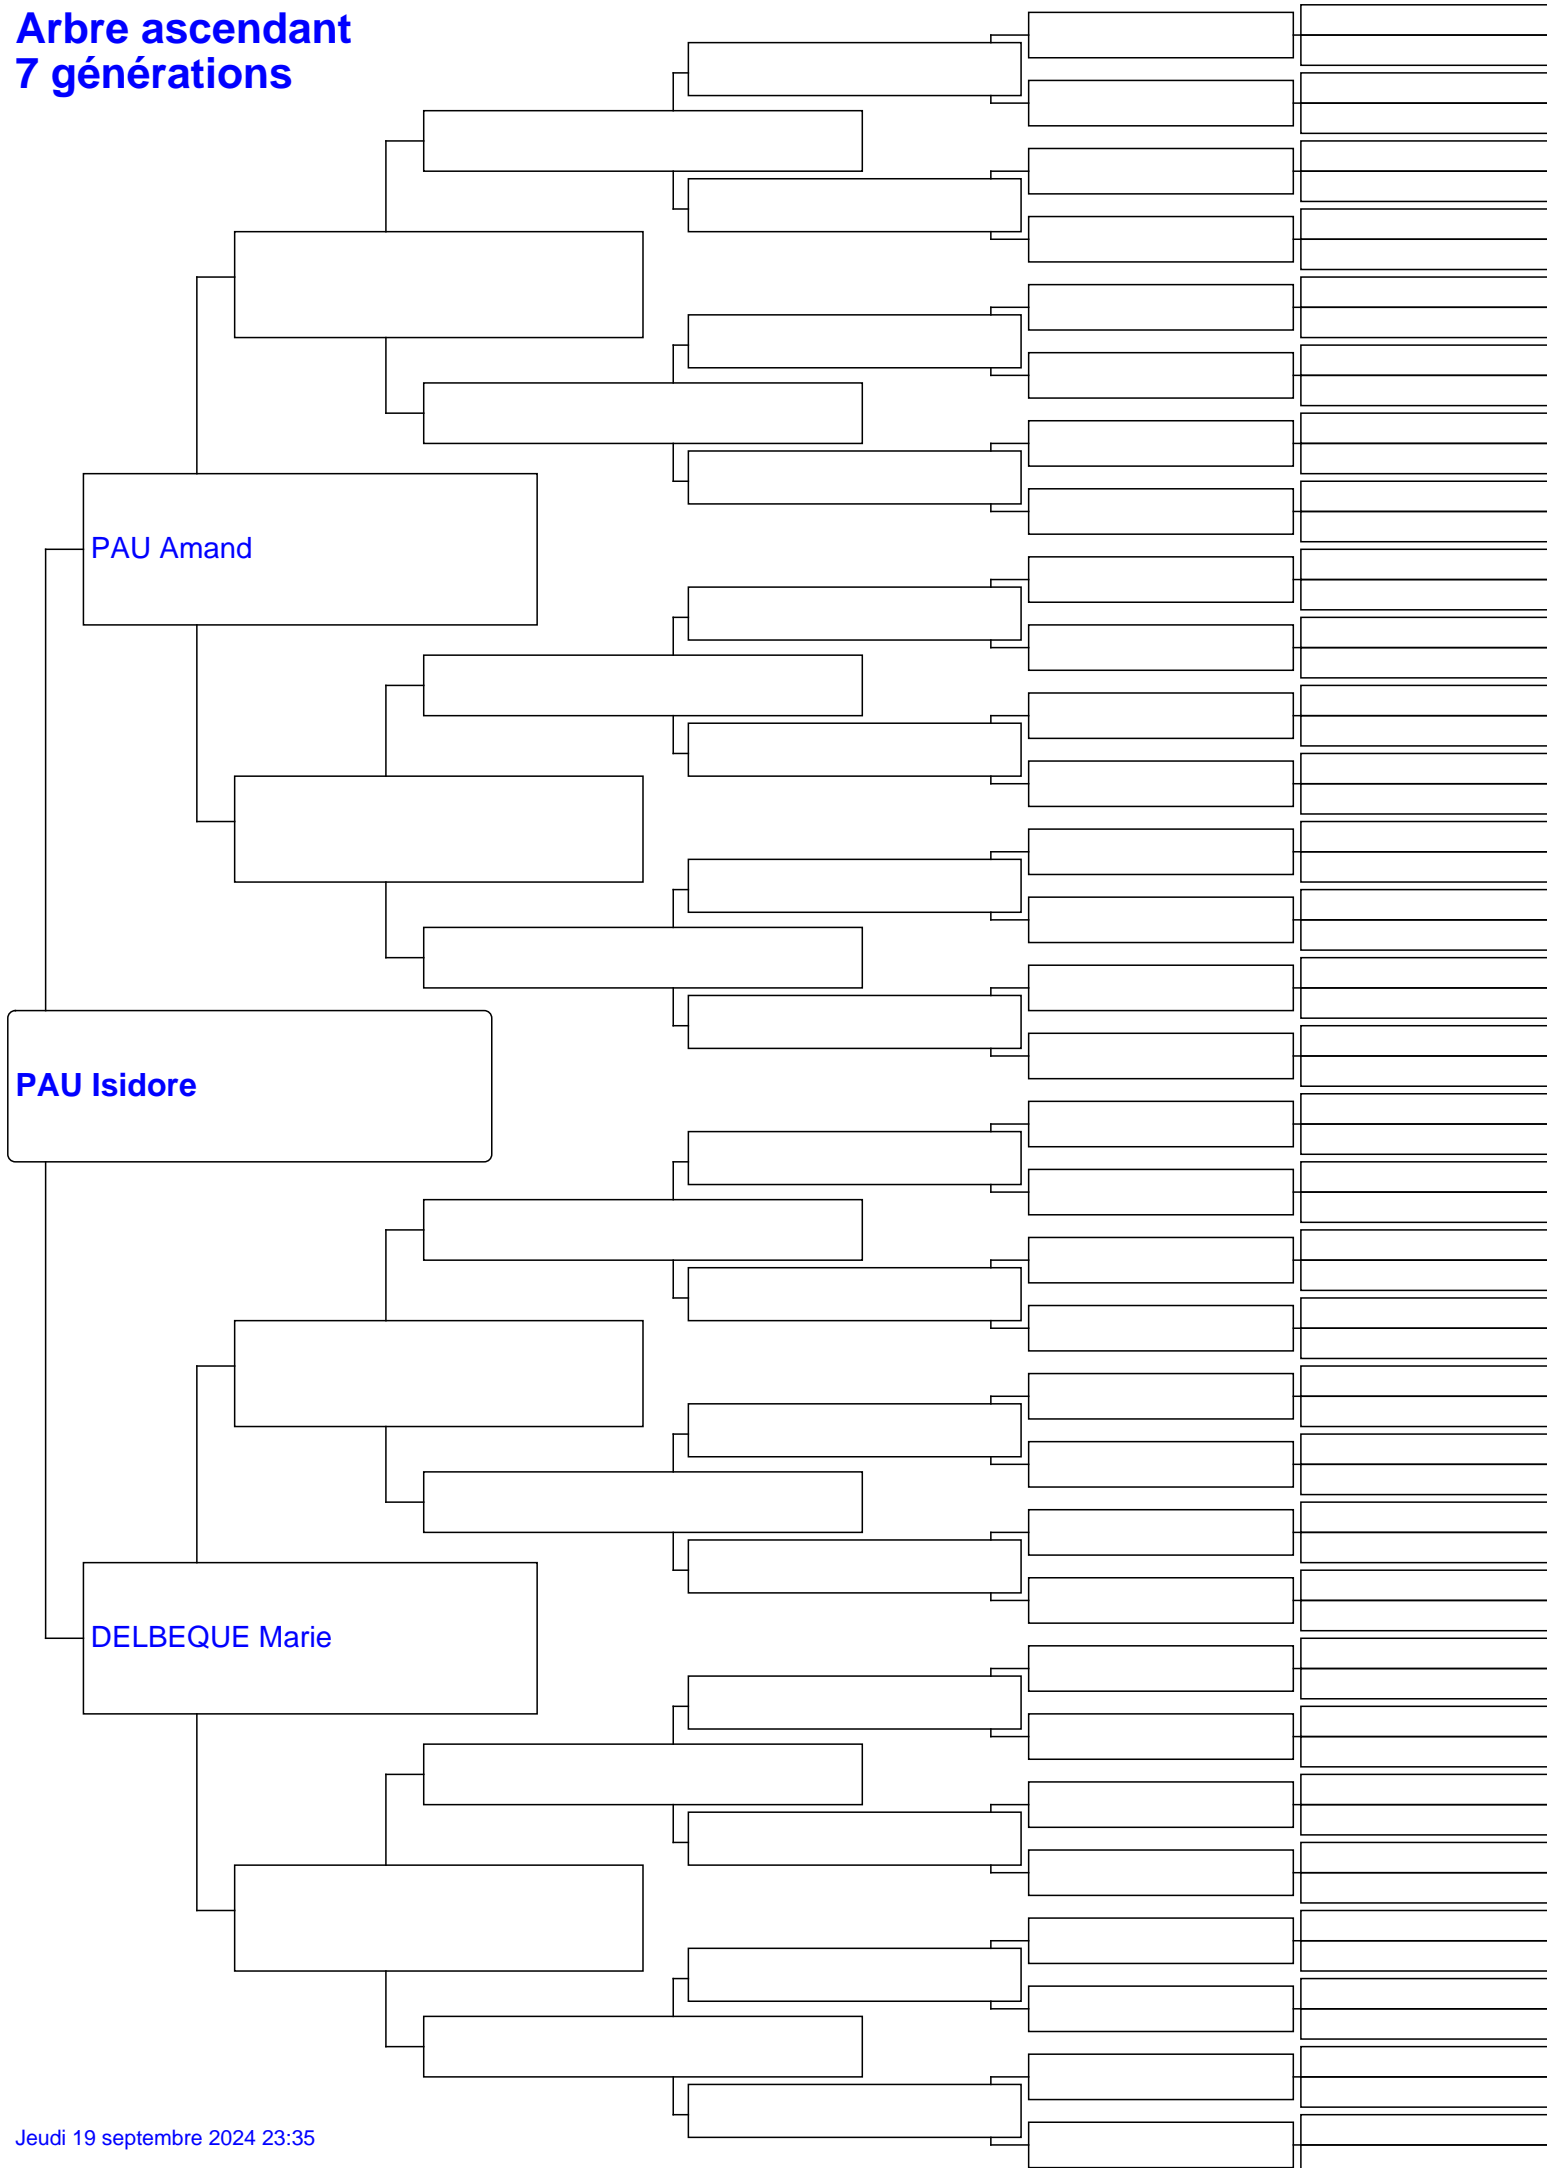 Arbre ascendant
7 générations
PAU Amand
PAU Isidore
DELBEQUE Marie
Jeudi 19 septembre 2024 23:35